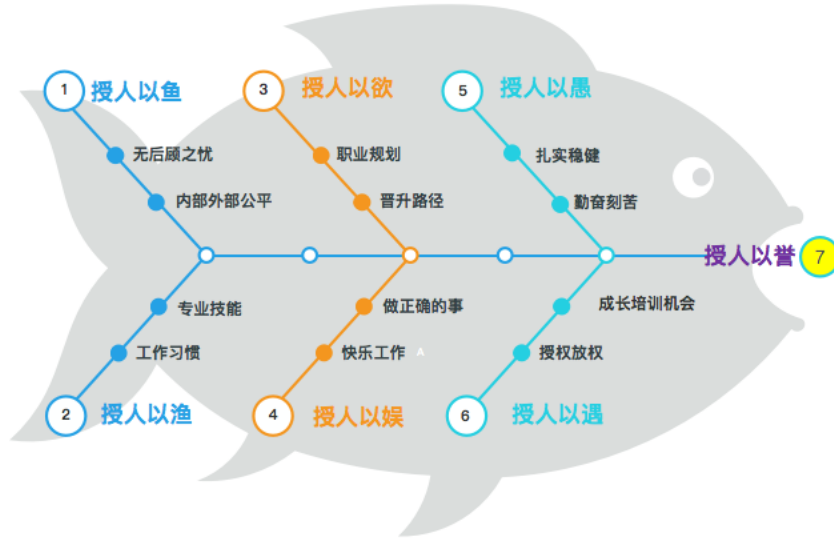 1 授人以鱼
无后顾之忧
内部外部公平
3 授人以欲
职业规划
晋升路径
5 授人以愚
扎实稳健
勤奋刻苦
授人以誉 7
专业技能
工作习惯
2 授人以渔
做正确的事
快乐工作 A
4 授人以娱
成长培训机会
授权放权
6 授人以遇